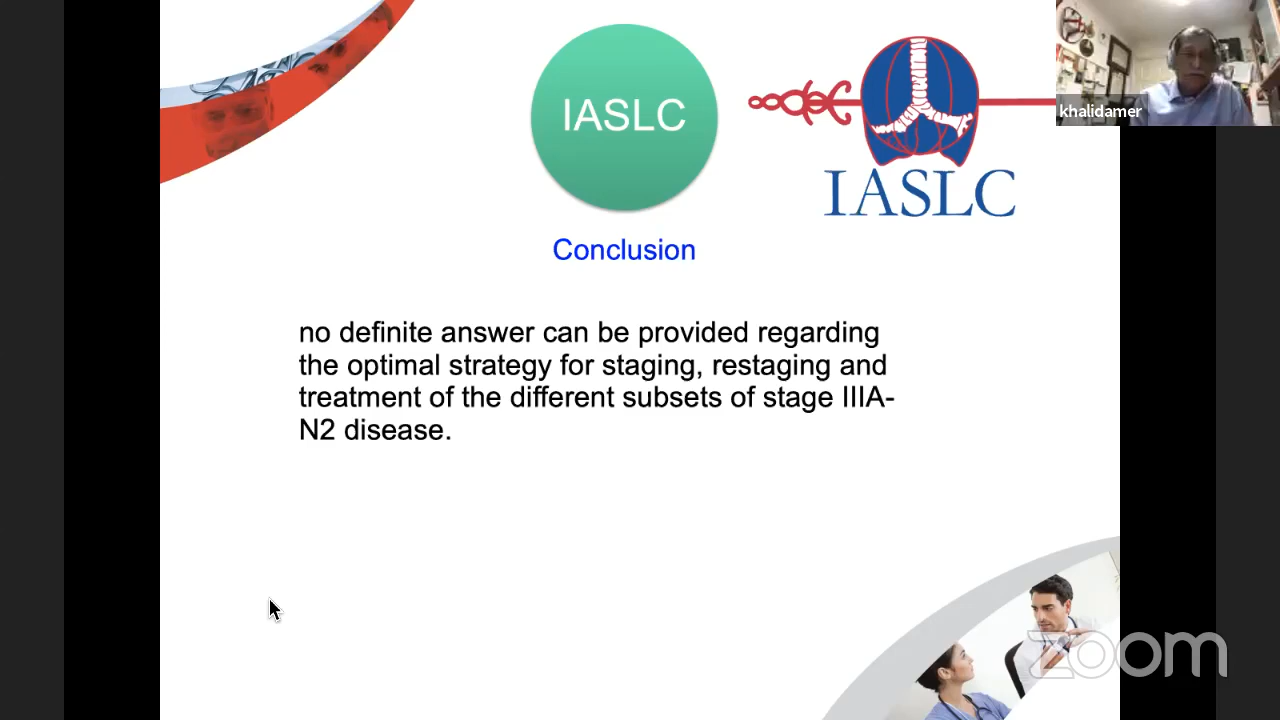 IASLC
IASLC
khalidamer
Conclusion
no definite answer can be provided regarding
the optimal strategy for staging, restaging and
treatment of the different subsets of stage IIIA-
N2 disease.
zoom